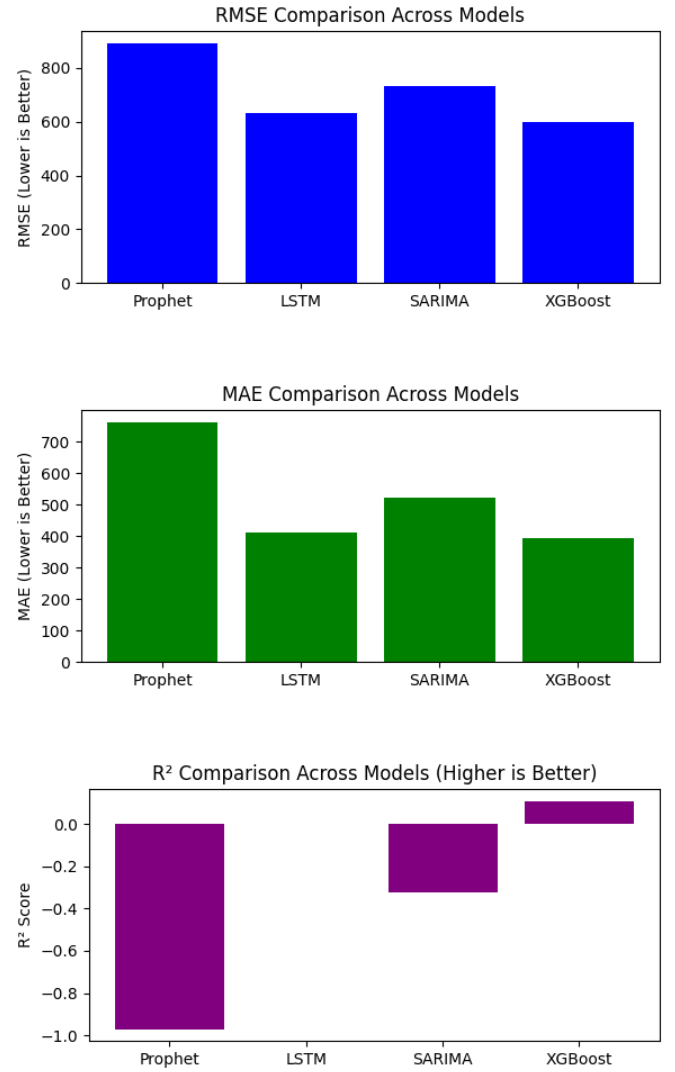 RMSE Comparison Across Models
RMSE (Lower is Better)
800
600
400
200
0
Prophet LSTM SARIMA XGBoost
MAE Comparison Across Models
MAE (Lower is Better)
700
600
500
400
300
200
100
0
Prophet LSTM SARIMA XGBoost
R² Comparison Across Models (Higher is Better)
R² Score
0.0
−0.2
−0.4
−0.6
−0.8
−1.0
Prophet LSTM SARIMA XGBoost